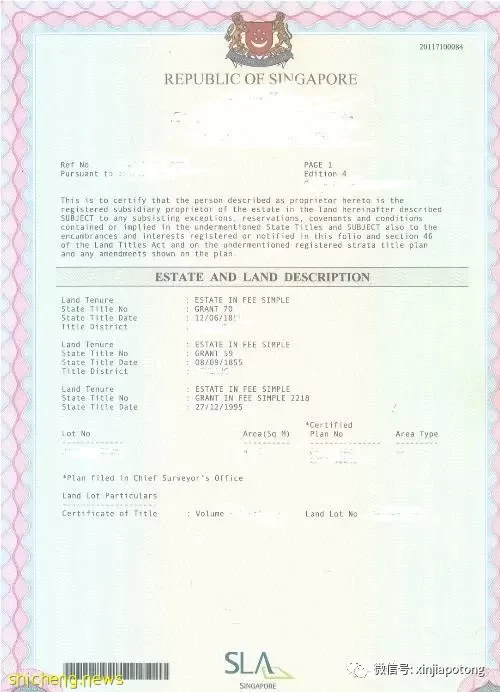 20117100084
REPUBLIC OF SINGAPORE
Ref No
PAGE 1
Pursuant to
Edition 4
This is to certify that the person described as proprietor hereto is the
registered subsidiary proprietor of the estate in the land hereinafter described
SUBJECT to any subsisting exceptions, reservations, covenants and conditions
contained or implied in the undermentioned State Titles and SUBJECT also to the
encumbrances and interests registered or notified in this folio and section 46
of the Land Titles Act and on the undermentioned registered strata title plan
and any amendments shown on the plan.
ESTATE AND LAND DESCRIPTION
Land Tenure : ESTATE IN FEE SIMPLE
State Title No : GRANT 70
State Title Date : 12/06/18
Title District :
Land Tenure : ESTATE IN FEE SIMPLE
State Title No : GRANT 59
State Title Date : 08/09/1855
Title District :
Land Tenure : ESTATE IN FEE SIMPLE
State Title No : GRANT IN FEE SIMPLE 2218
State Title Date : 27/12/1995
*Certified
Lot No Area(Sq M) Plan No Area Type
*Plan filed in Chief Surveyor's Office
Land Lot Particulars
Certificate of Title : Volume Land Lot No
SLA
SINGAPORE
shicheng.news
微信号: xinjiapotong